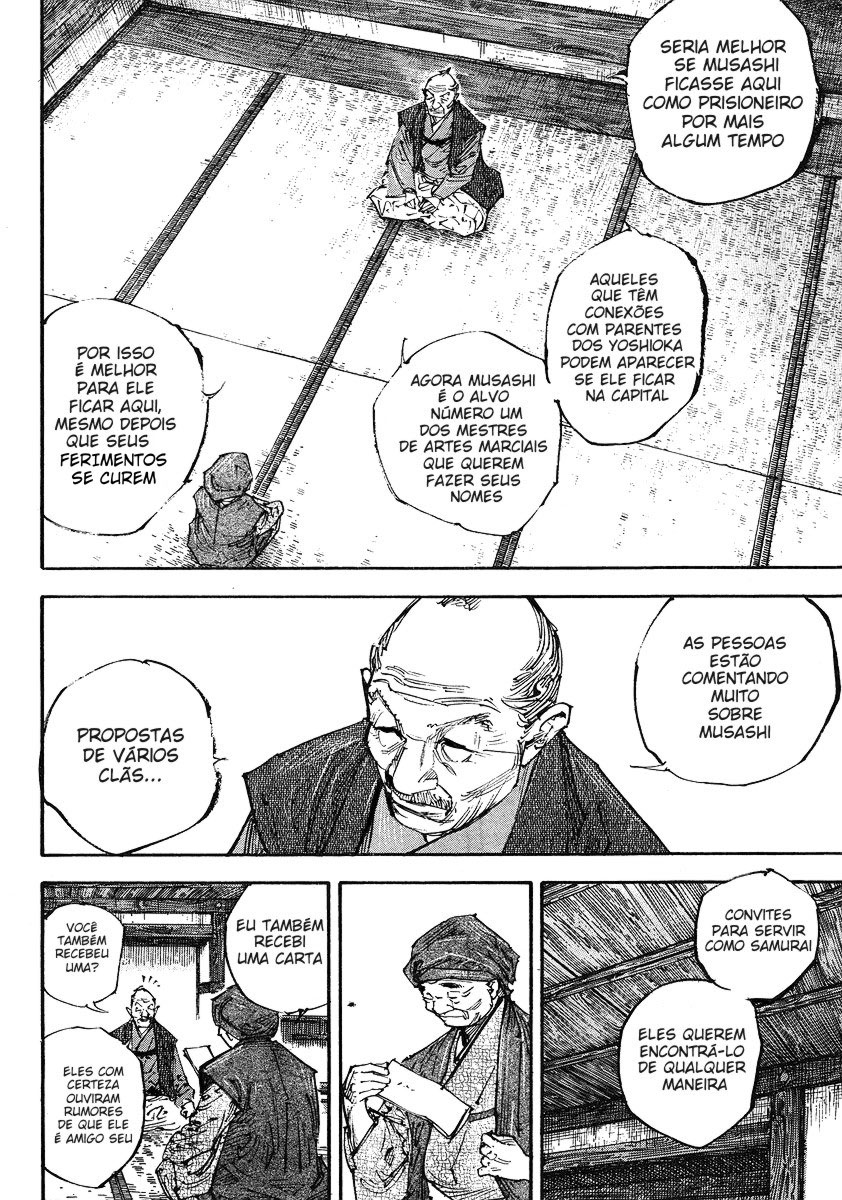 SERIA MELHOR
SE MUSASHI
FICASSE AQUI
COMO PRISIONEIRO
POR MAIS
ALGUM TEMPO
AQUELES
QUE TÊM
CONEXÕES
COM PARENTES
DOS YOSHIOKA
PODEM APARECER
SE ELE FICAR
NA CAPITAL
AGORA MUSASHI
É O ALVO
NÚMERO UM
DOS MESTRES
DE ARTES MARCIAIS
QUE QUEREM
FAZER SEUS
NOMES
POR ISSO
É MELHOR
PARA ELE
FICAR AQUI,
MESMO DEPOIS
QUE SEUS
FERIMENTOS
SE CUREM
AS PESSOAS
ESTÃO
COMENTANDO
MUITO
SOBRE
MUSASHI
PROPOSTAS
DE VÁRIOS
CLÃS...
CONVITES
PARA SERVIR
COMO SAMURAI
ELES QUEREM
ENCONTRÁ-LO
DE QUALQUER
MANEIRA
EU TAMBÉM
RECEBI
UMA CARTA
VOCÊ
TAMBÉM
RECEBEU
UMA?
ELES COM
CERTEZA
OUVIRAM
RUMORES
DE QUE ELE
É AMIGO SEU